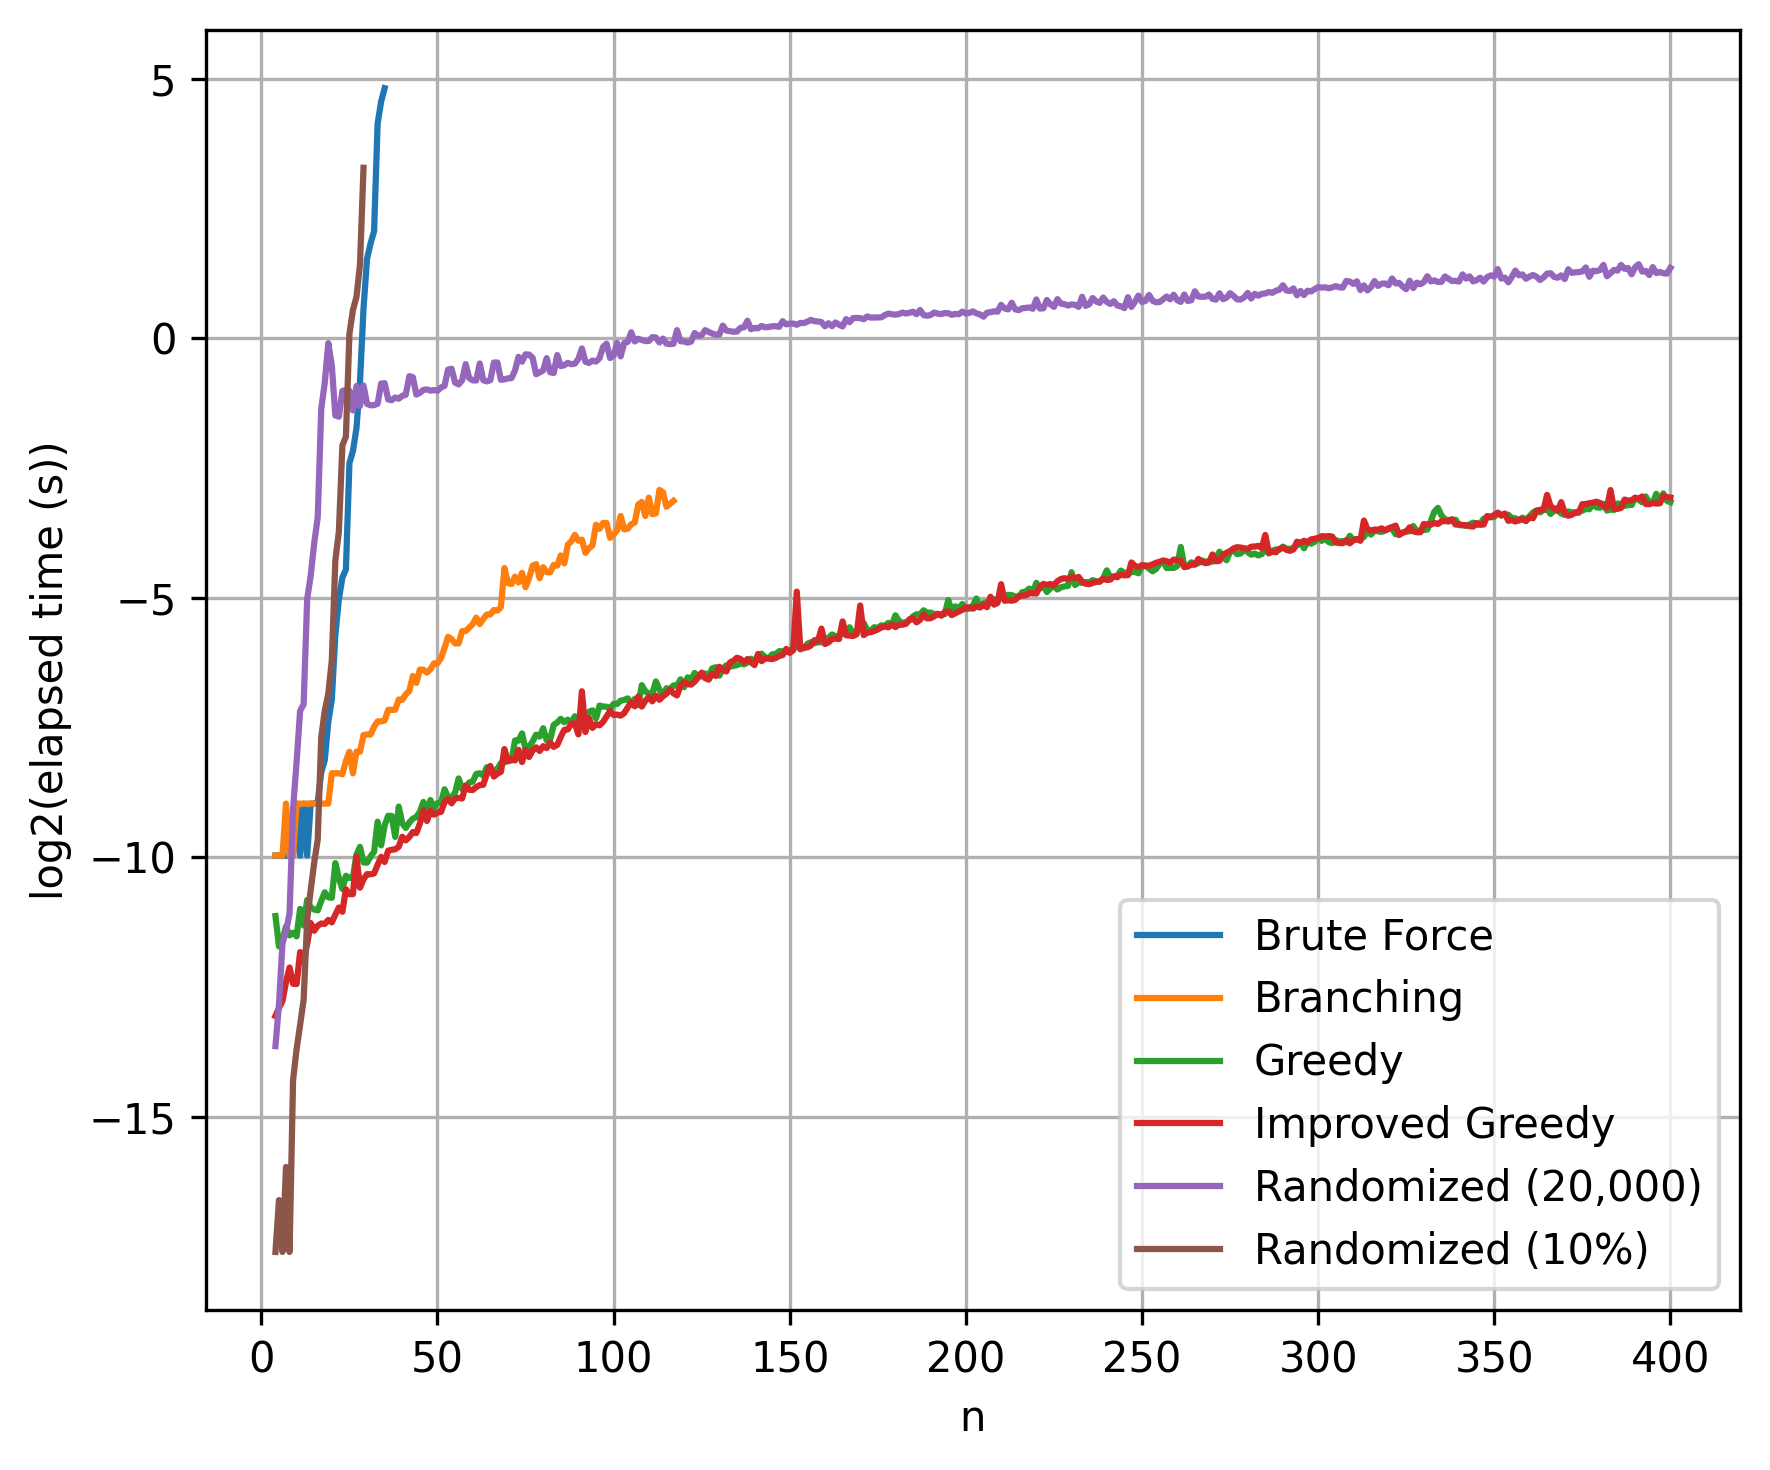 log2(elapsed time (s))
5
0
−5
−10
−15
Brute Force
Branching
Greedy
Improved Greedy
Randomized (20,000)
Randomized (10%)
0 50 100 150 200 250 300 350 400
n